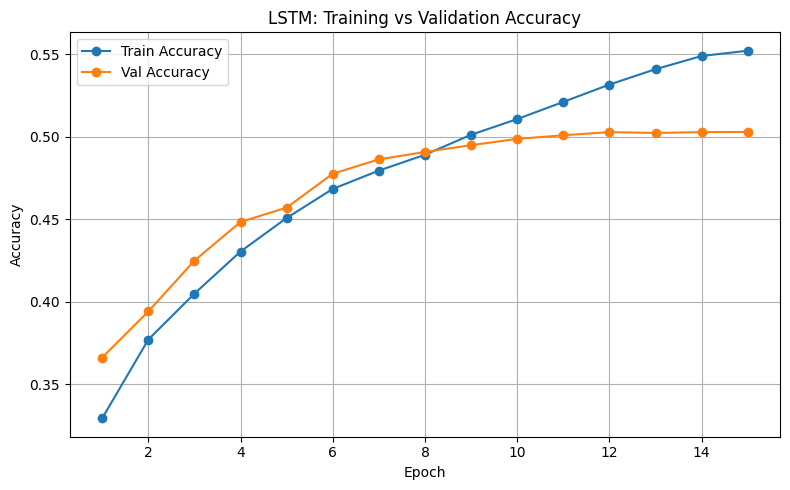 LSTM: Training vs Validation Accuracy
Train Accuracy
Val Accuracy
0.55
0.50
0.45
0.40
0.35
Accuracy
2 4 6 8 10 12 14
Epoch